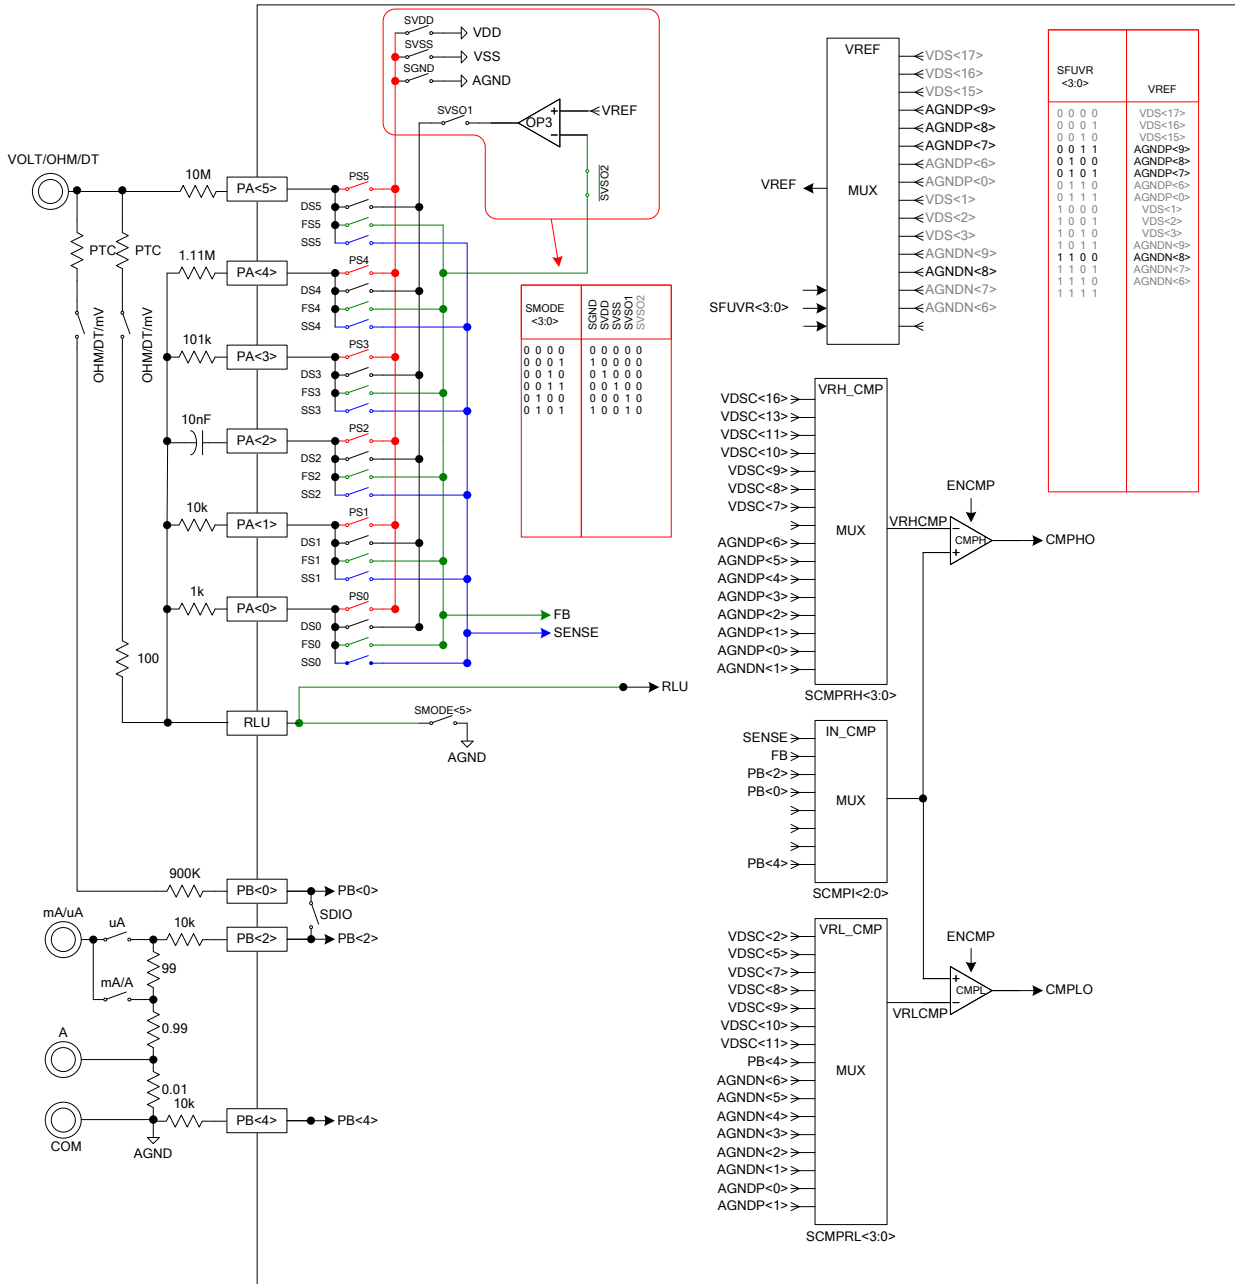 VOLT/OHM/DT
10M
PA<5>
PTC
PTC
OHM/DT/mV
OHM/DT/mV
1.11M
PA<4>
101k
PA<3>
10nF
PA<2>
10k
PA<1>
1k
PA<0>
100
RLU
SVDD
VDD
SVSS
VSS
SGND
AGND
SVSO1
OP3
VREF
SVSO2
PS5
DS5
FS5
SS5
PS4
DS4
FS4
SS4
PS3
DS3
FS3
SS3
PS2
DS2
FS2
SS2
PS1
DS1
FS1
SS1
PS0
DS0
FS0
SS0
FB
SENSE
RLU
SMODE<5>
AGND
SMODE
<3:0>
SGND
SVDD
SVSS
SVSO1
SVSO2
0 0 0 0 0 0 0 0 0
0 0 0 1 1 0 0 0 0
0 0 1 0 0 1 0 0 0
0 0 1 1 0 0 1 0 0
0 1 0 0 0 0 0 1 0
0 1 0 1 1 0 0 1 0
900K
PB<0>
PB<0>
SDIO
mA/uA
uA
10k
PB<2>
PB<2>
99
mA/A
0.99
A
0.01
10k
PB<4>
PB<4>
COM
AGND
VREF
VDS<17>
VDS<16>
VDS<15>
AGNDP<9>
AGNDP<8>
AGNDP<7>
AGNDP<6>
AGNDP<0>
VDS<1>
VDS<2>
VDS<3>
AGNDN<9>
AGNDN<8>
AGNDN<7>
AGNDN<6>
VREF
MUX
SFUVR<3:0>
SFUVR
<3:0>
VREF
0 0 0 0 VDS<17>
0 0 0 1 VDS<16>
0 0 1 0 VDS<15>
0 0 1 1 AGNDP<9>
0 1 0 0 AGNDP<8>
0 1 0 1 AGNDP<7>
0 1 1 0 AGNDP<6>
0 1 1 1 AGNDP<0>
1 0 0 0 VDS<1>
1 0 0 1 VDS<2>
1 0 1 0 VDS<3>
1 0 1 1 AGNDN<9>
1 1 0 0 AGNDN<8>
1 1 0 1 AGNDN<7>
1 1 1 0 AGNDN<6>
1 1 1 1
VRH_CMP
VDSC<16>
VDSC<13>
VDSC<11>
VDSC<10>
VDSC<9>
VDSC<8>
VDSC<7>
AGNDP<6>
AGNDP<5>
AGNDP<4>
AGNDP<3>
AGNDP<2>
AGNDP<1>
AGNDP<0>
AGNDN<1>
MUX
SCMPRH<3:0>
VRHCMP
ENCMP
CMPH
CMPHO
IN_CMP
SENSE
FB
PB<2>
PB<0>
PB<4>
MUX
SCMPI<2:0>
VRL_CMP
VDSC<2>
VDSC<5>
VDSC<7>
VDSC<8>
VDSC<9>
VDSC<10>
VDSC<11>
PB<4>
AGNDN<6>
AGNDN<5>
AGNDN<4>
AGNDN<3>
AGNDN<2>
AGNDN<1>
AGNDP<0>
AGNDP<1>
MUX
SCMPRL<3:0>
VRLCMP
ENCMP
CMPL
CMPLO